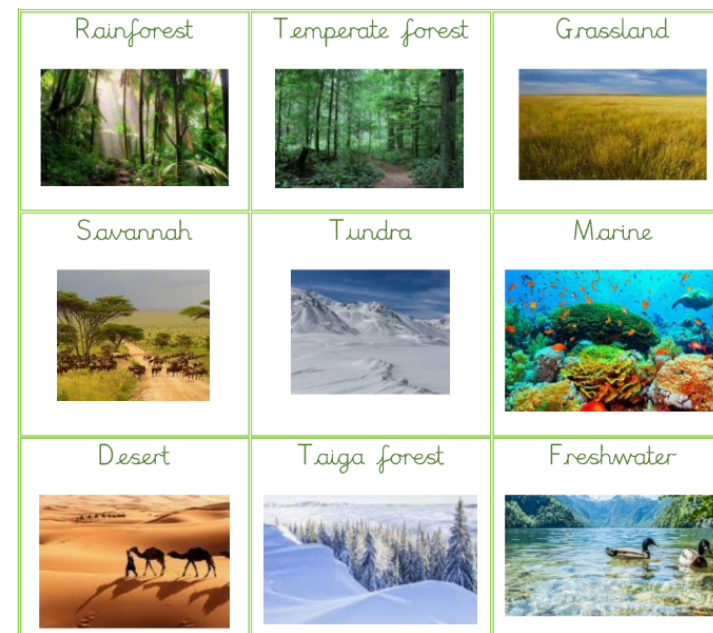 Rainforest
Temperate forest
Grassland
Savannah
Tundra
Marine
Desert
Taiga forest
Freshwater